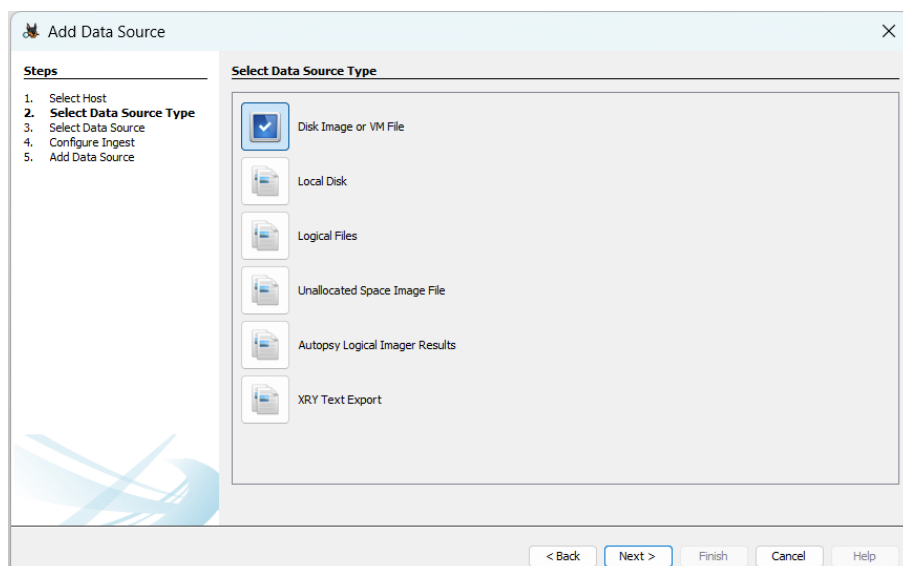 Add Data Source
Steps
1. Select Host
2. Select Data Source Type
3. Select Data Source
4. Configure Ingest
5. Add Data Source
Select Data Source Type
Disk Image or VM File
Local Disk
Logical Files
Unallocated Space Image File
Autopsy Logical Imager Results
XRY Text Export
< Back Next > Finish Cancel Help